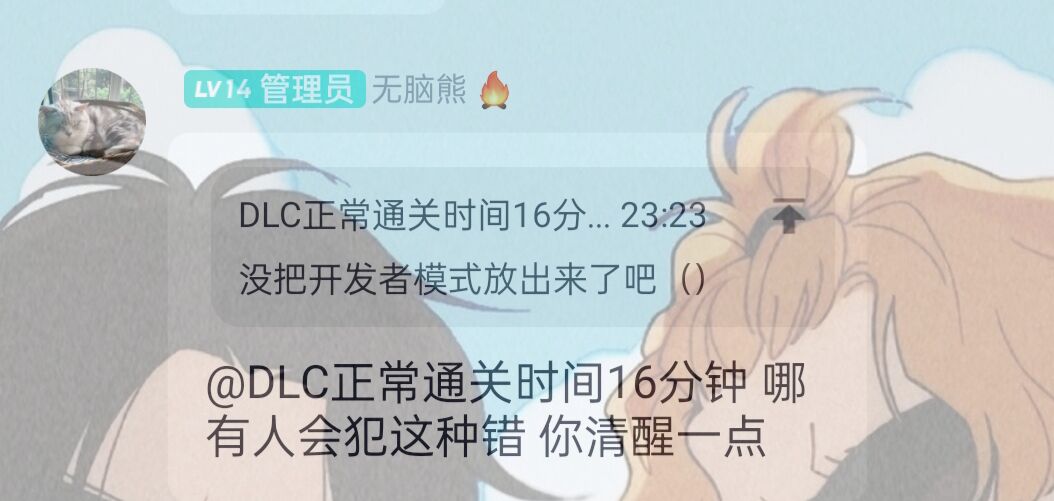 LV14 管理员 无脑熊🔥
DLC正常通关时间16分... 23:23
没把开发者模式放出来了吧（）
@DLC正常通关时间16分钟 哪
有人会犯这种错 你清醒一点